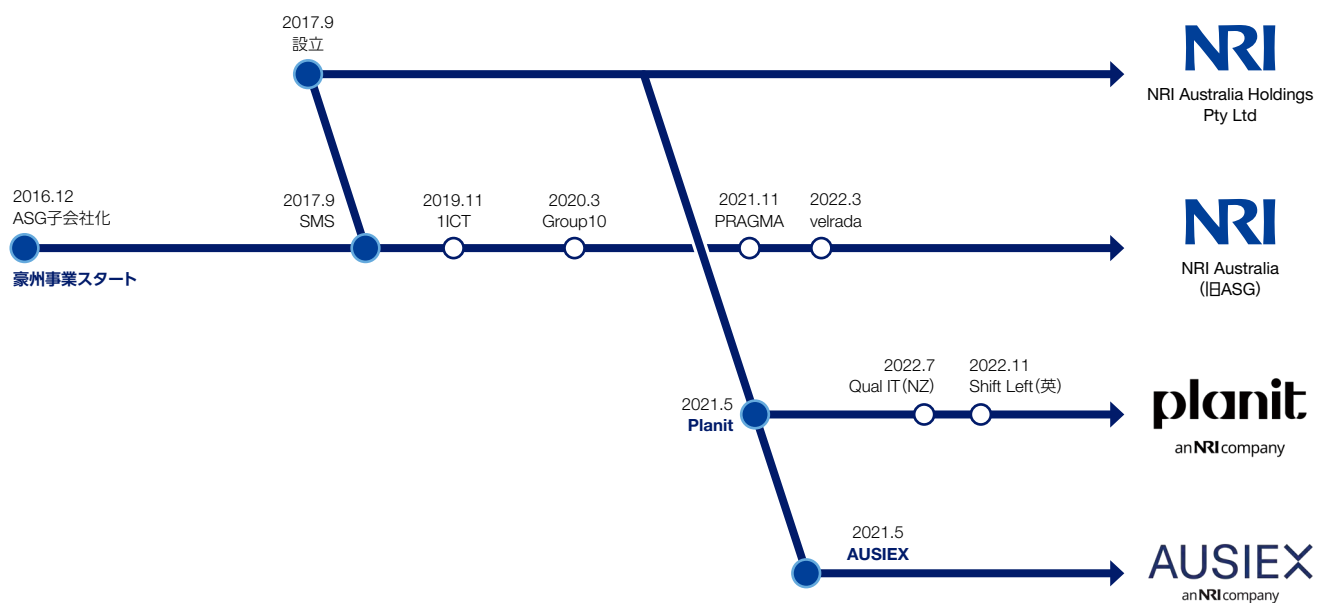 2017.9
設立
NRI
NRI Australia Holdings
Pty Ltd
2016.12
ASG子会社化
豪州事業スタート
2017.9
SMS
2019.11
1ICT
2020.3
Group10
2021.11
PRAGMA
2022.3
velrada
NRI
NRI Australia
(旧ASG)
2021.5
Planit
2022.7
Qual IT(NZ)
2022.11
Shift Left(英)
planit
an NRI company
2021.5
AUSIEX
AUSIEX
an NRI company